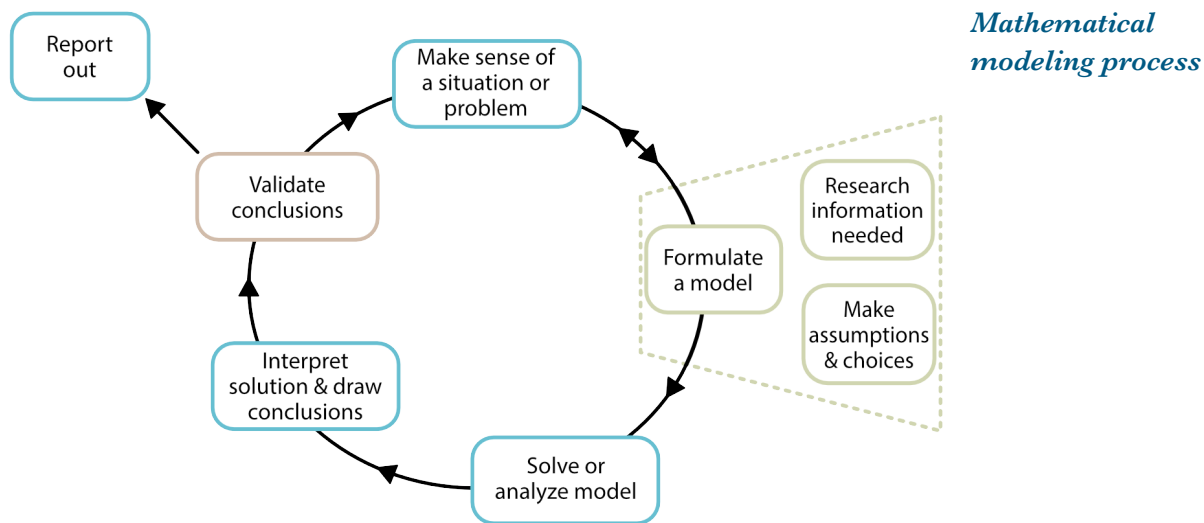 Mathematical
modeling process
Report
out
Make sense of
a situation or
problem
Validate
conclusions
Research
information
needed
Formulate
a model
Make
assumptions
& choices
Interpret
solution & draw
conclusions
Solve or
analyze model